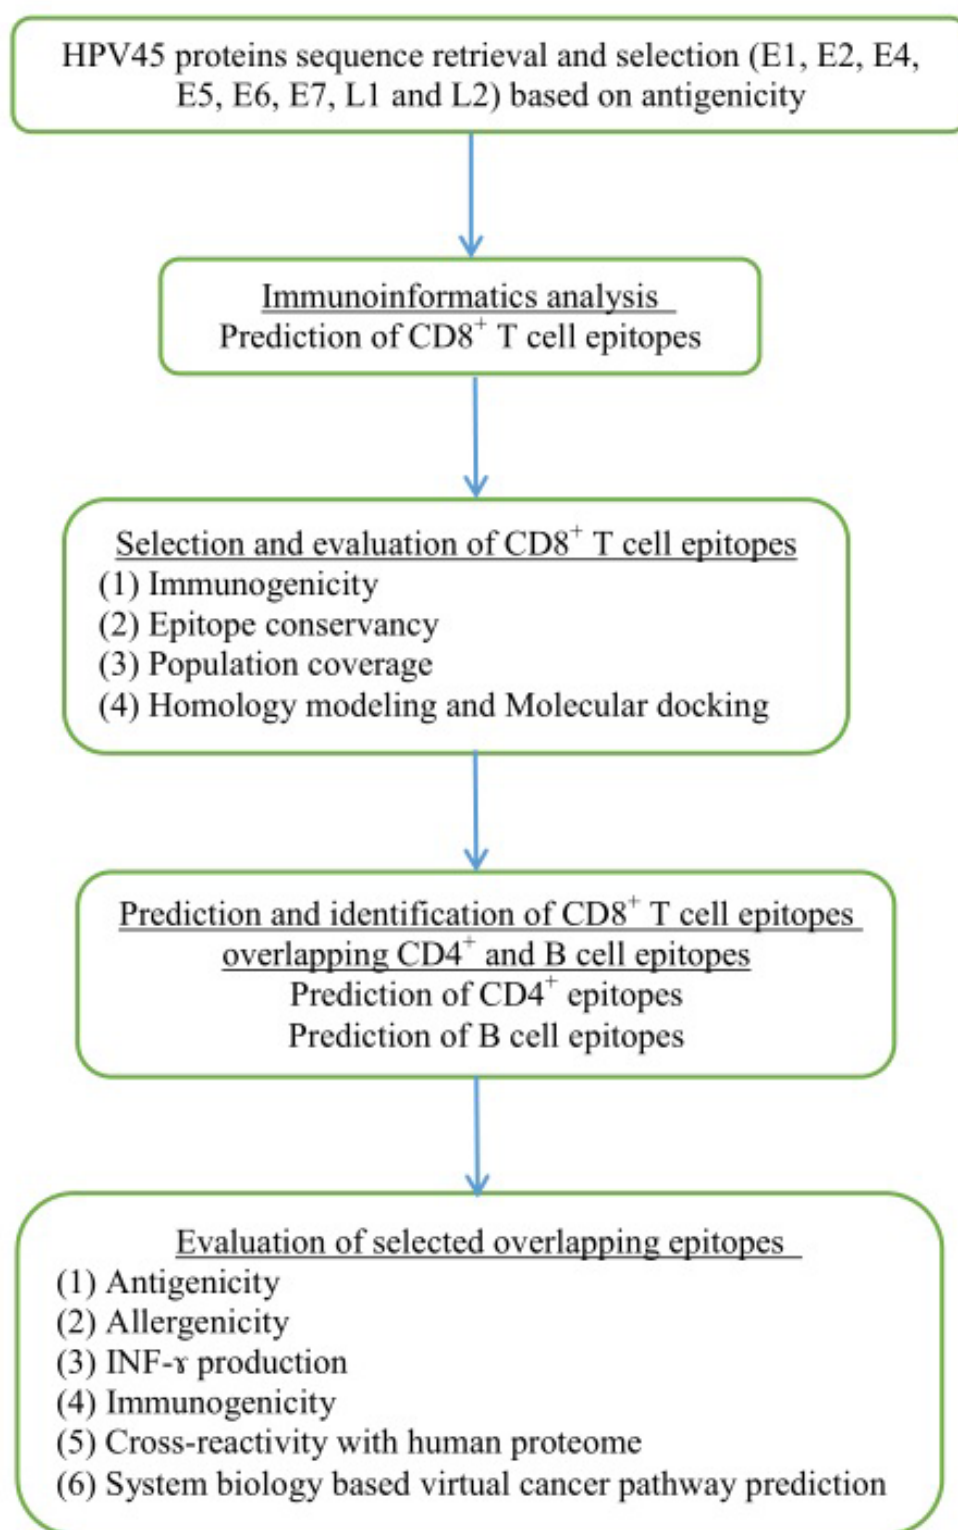 HPV45 proteins sequence retrieval and selection (E1, E2, E4,
E5, E6, E7, L1 and L2) based on antigenicity
Immunoinformatics analysis
Prediction of CD8⁺ T cell epitopes
Selection and evaluation of CD8⁺ T cell epitopes
(1) Immunogenicity
(2) Epitope conservancy
(3) Population coverage
(4) Homology modeling and Molecular docking
Prediction and identification of CD8⁺ T cell epitopes
overlapping CD4⁺ and B cell epitopes
Prediction of CD4⁺ epitopes
Prediction of B cell epitopes
Evaluation of selected overlapping epitopes
(1) Antigenicity
(2) Allergenicity
(3) INF-ɤ production
(4) Immunogenicity
(5) Cross-reactivity with human proteome
(6) System biology based virtual cancer pathway prediction